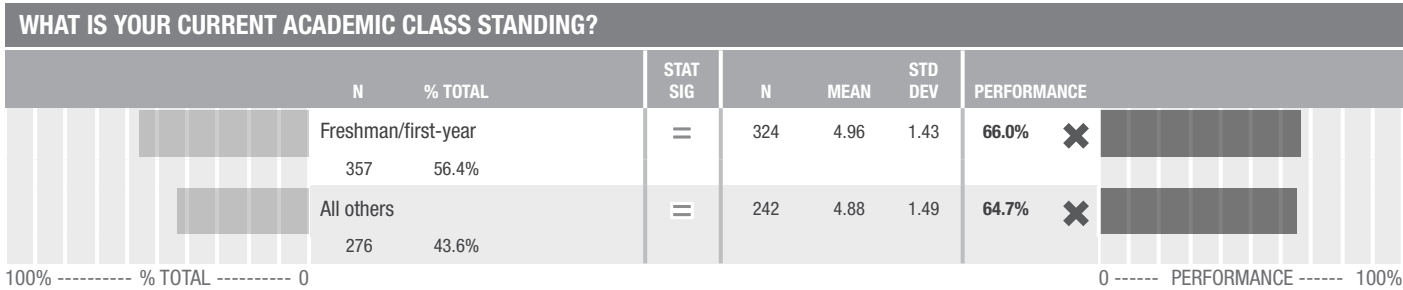 WHAT IS YOUR CURRENT ACADEMIC CLASS STANDING?
N % TOTAL STAT SIG N MEAN STD DEV PERFORMANCE
Freshman/first-year = 324 4.96 1.43 66.0% ✖
357 56.4%
All others = 242 4.88 1.49 64.7% ✖
276 43.6%
100% ---------- % TOTAL ---------- 0 0 ------ PERFORMANCE ------ 100%